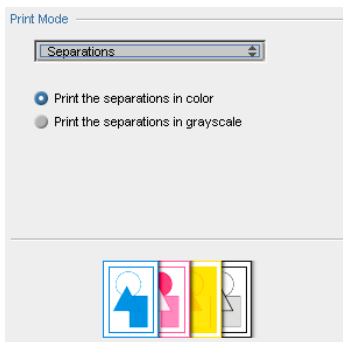 Print Mode
Separations
Print the separations in color
Print the separations in grayscale